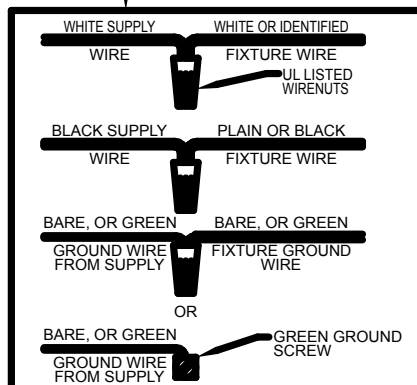 WHITE SUPPLY
WIRE
WHITE OR IDENTIFIED
FIXTURE WIRE
UL LISTED
WIRENUTS
BLACK SUPPLY
WIRE
PLAIN OR BLACK
FIXTURE WIRE
BARE, OR GREEN
GROUND WIRE
FROM SUPPLY
BARE, OR GREEN
FIXTURE GROUND
WIRE
OR
BARE, OR GREEN
GROUND WIRE
FROM SUPPLY
GREEN GROUND
SCREW